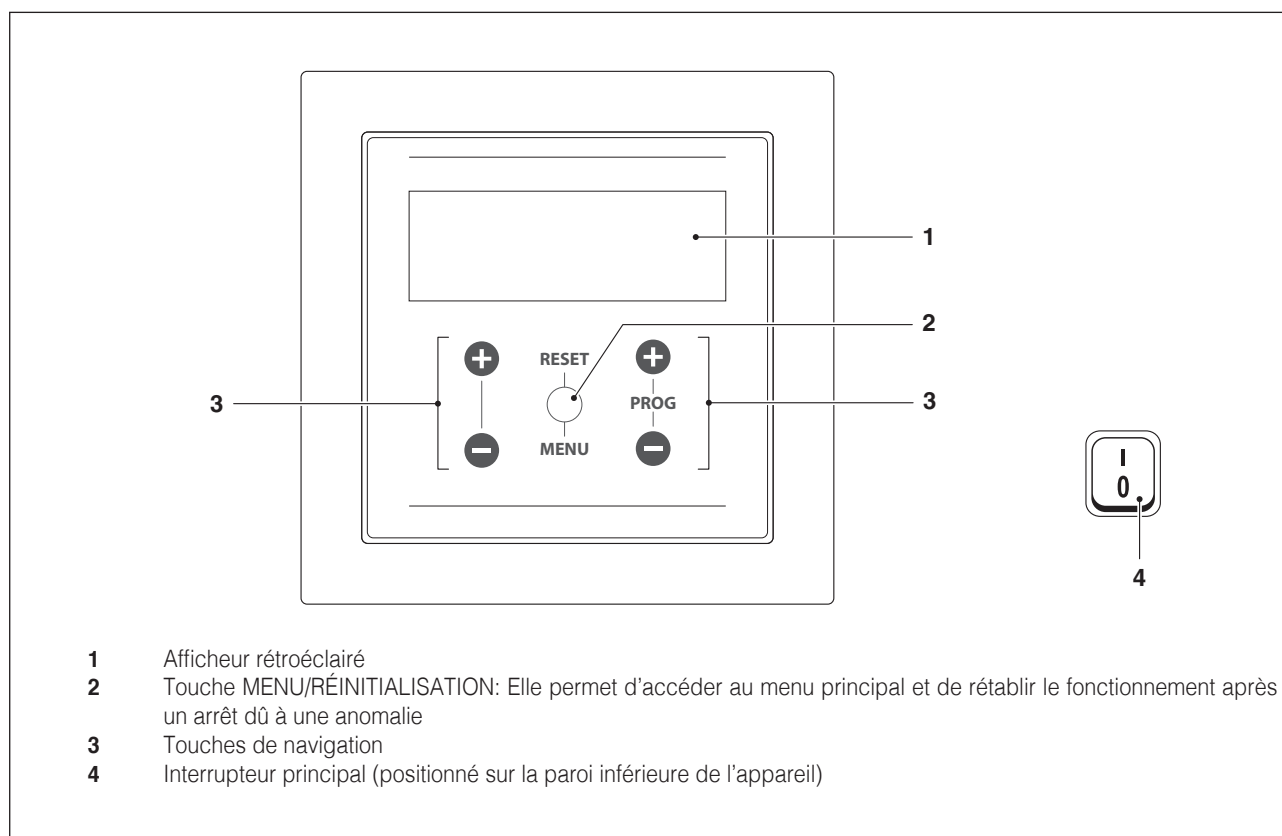 1
2
RESET
3
PROG
3
MENU
I
0
4
1 Afficheur rétroéclairé
2 Touche MENU/RÉINITIALISATION: Elle permet d'accéder au menu principal et de rétablir le fonctionnement après
un arrêt dû à une anomalie
3 Touches de navigation
4 Interrupteur principal (positionné sur la paroi inférieure de l'appareil)